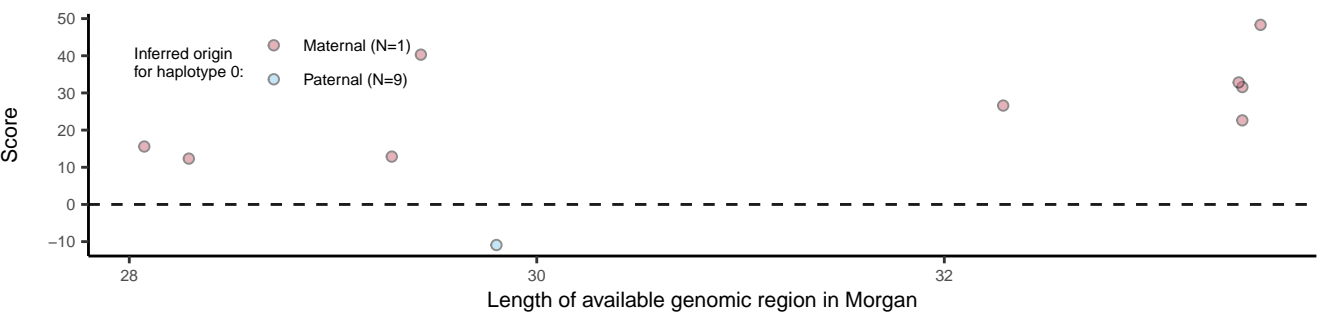 50
40
30
20
10
0
−10
Score
Inferred origin
for haplotype 0:
Maternal (N=1)
Paternal (N=9)
28
30
32
Length of available genomic region in Morgan